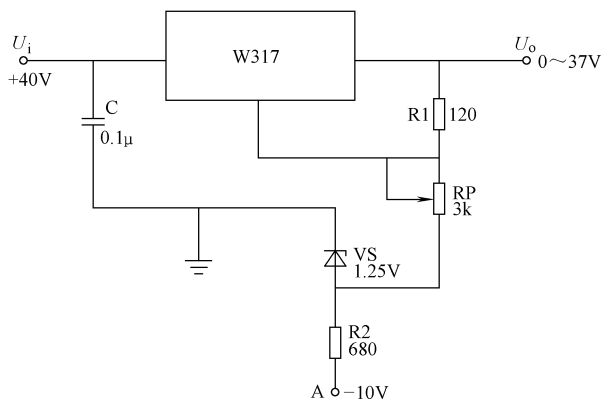 Ui
+40V
W317
Uo
0～37V
R1
120
C
0.1μ
RP
3k
VS
1.25V
R2
680
A
−10V